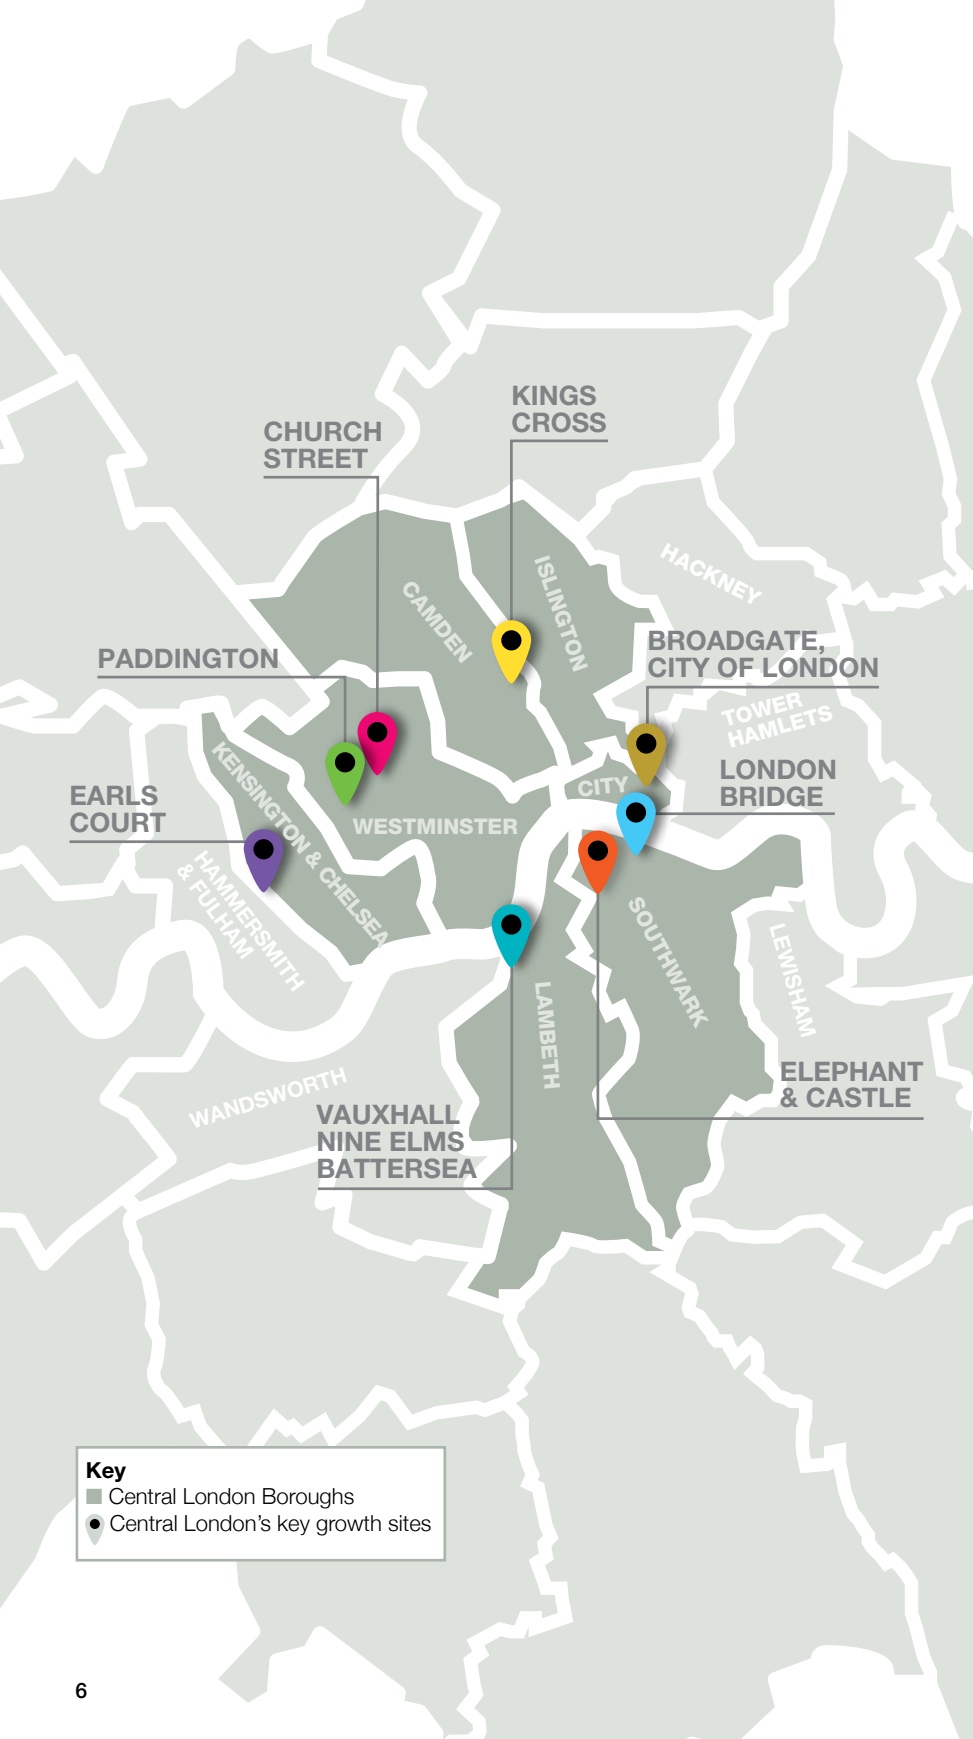 KINGS
CROSS
CHURCH
STREET
HACKNEY
ISLINGTON
CAMDEN
PADDINGTON
BROADGATE,
CITY OF LONDON
TOWER
HAMLETS
LONDON
BRIDGE
CITY
EARLS
COURT
KENSINGTON & CHELSEA
WESTMINSTER
HAMMERSMITH
& FULHAM
SOUTHWARK
LEWISHAM
LAMBETH
ELEPHANT
& CASTLE
WANDSWORTH
VAUXHALL
NINE ELMS
BATTERSEA
Key
Central London Boroughs
Central London's key growth sites
6